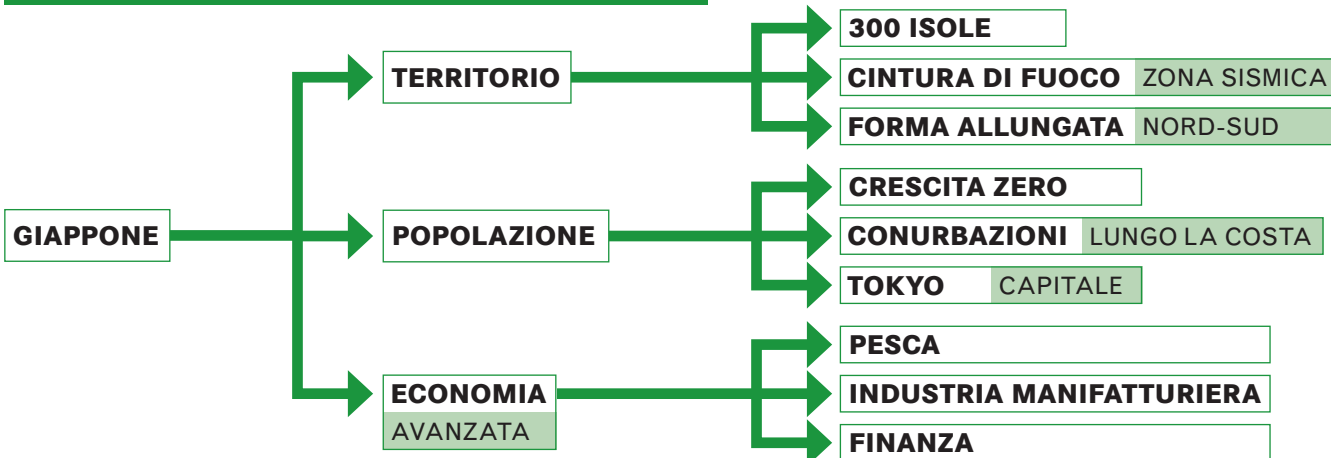 300 ISOLE
TERRITORIO
CINTURA DI FUOCO ZONA SISMICA
FORMA ALLUNGATA NORD-SUD
CRESCITA ZERO
GIAPPONE
POPOLAZIONE
CONURBAZIONI LUNGO LA COSTA
TOKYO CAPITALE
PESCA
ECONOMIA
AVANZATA
INDUSTRIA MANIFATTURIERA
FINANZA